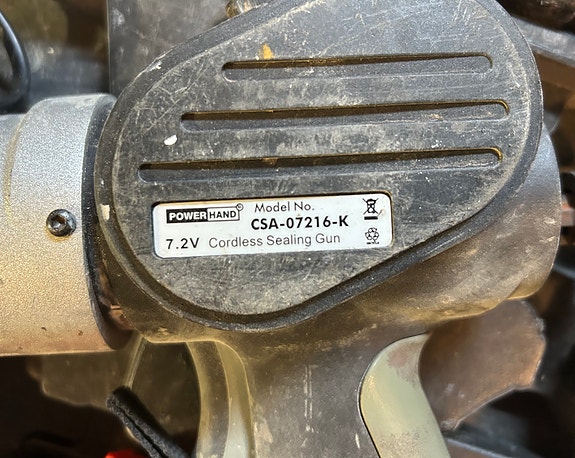 POWERHAND® Model No.
CSA-07216-K
7.2V Cordless Sealing Gun